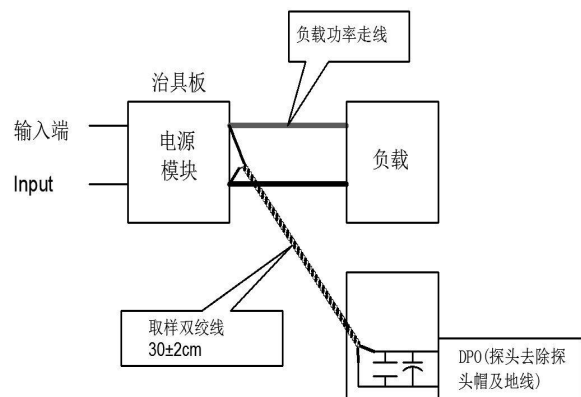 负载功率走线
治具板
输入端
电源
模块
负载
Input
取样双绞线
30±2cm
DPO(探头去除探
头帽及地线)